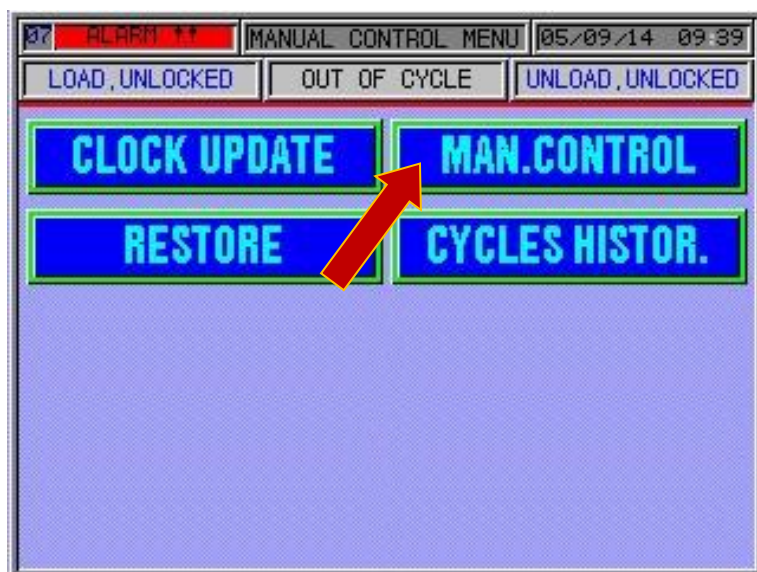 07 ALARM !! MANUAL CONTROL MENU 05/09/14 09:39
LOAD,UNLOCKED OUT OF CYCLE UNLOAD,UNLOCKED
CLOCK UPDATE MAN.CONTROL
RESTORE CYCLES HISTOR.